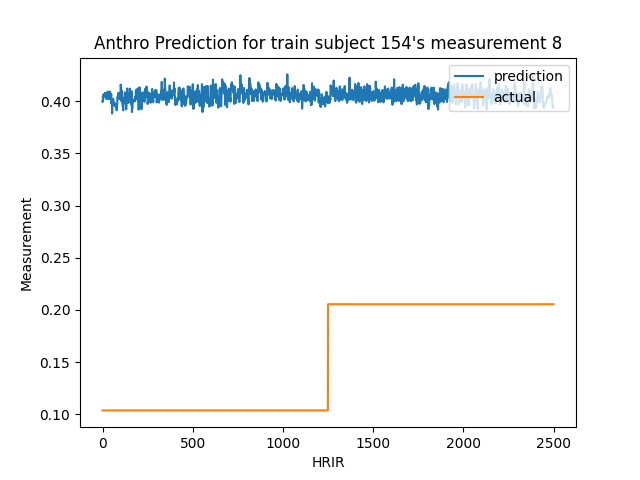 Anthro Prediction for train subject 154's measurement 8
prediction
actual
Measurement
0.40
0.35
0.30
0.25
0.20
0.15
0.10
0
500
1000
1500
2000
2500
HRIR